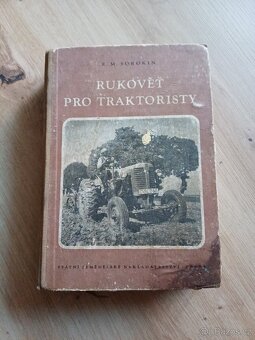 K. M. SOROKIN
RUKOVĚŤ
PRO TRAKTORISTY
STÁTNÍ ZEMĚDĚLSKÉ NAKLADATELSTVÍ